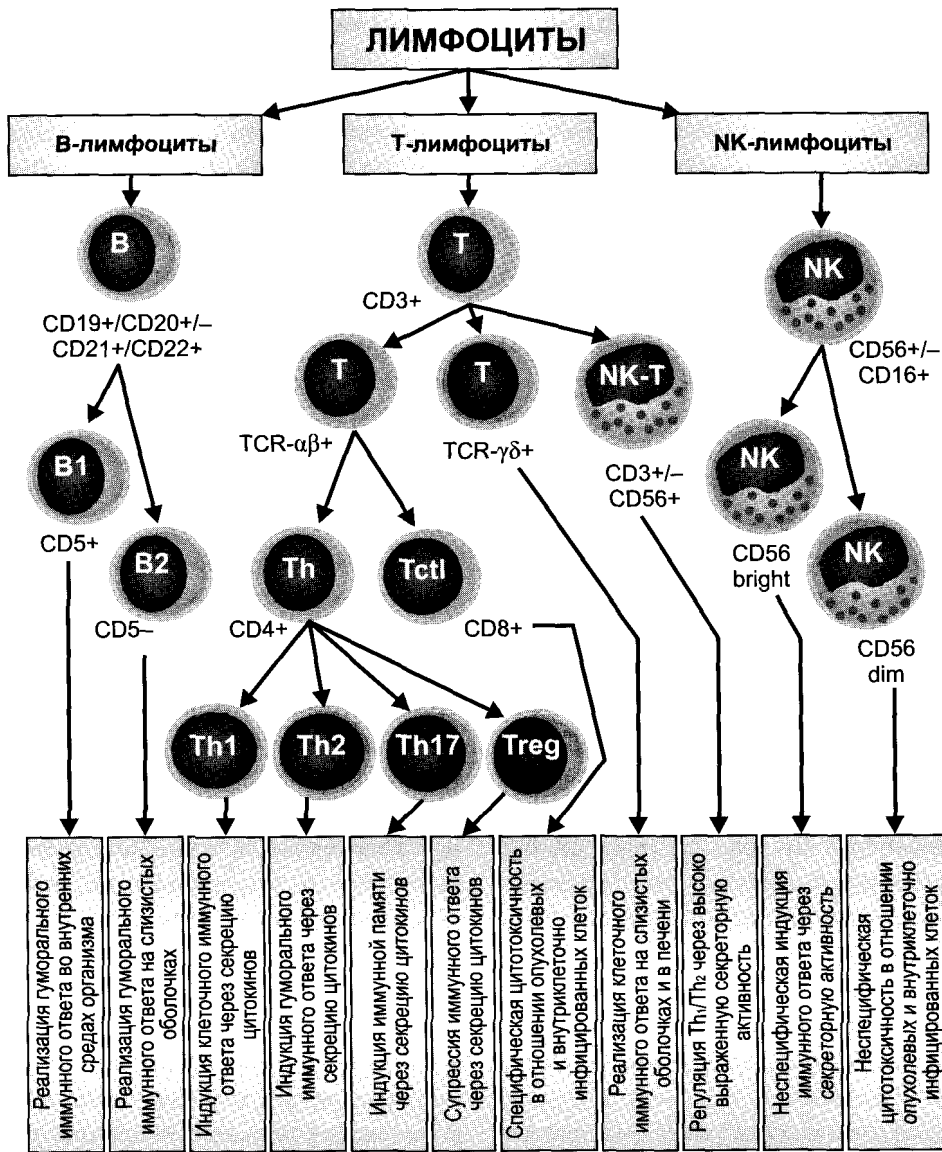 ЛИМФОЦИТЫ
В-лимфоциты
Т-лимфоциты
NK-лимфоциты
B
CD19+/CD20+/–
CD21+/CD22+
T
CD3+
NK
CD56+/–
CD16+
T
TCR-αβ+
T
TCR-γδ+
NK-T
CD3+/–
CD56+
B1
CD5+
B2
CD5–
Th
CD4+
Tctl
CD8+
NK
CD56
bright
NK
CD56
dim
Th1
Th2
Th17
Treg
Реализация гуморального
иммунного ответа во внутренних
средах организма
Реализация гуморального
иммунного ответа на слизистых
оболочках
Индукция клеточного иммунного
ответа через секрецию
цитокинов
Индукция гуморального
иммунного ответа через
секрецию цитокинов
Индукция иммунной памяти
через секрецию цитокинов
Супрессия иммунного ответа
через секрецию цитокинов
Специфическая цитотоксичность
в отношении опухолевых
и внутриклеточно
инфицированных клеток
Реализация клеточного
иммунного ответа на слизистых
оболочках и в печени
Регуляция Th₁/Th₂ через высоко
выраженную секреторную
активность
Неспецифическая индукция
иммунного ответа через
секреторную активность
Неспецифическая
цитотоксичность в отношении
опухолевых и внутриклеточно
инфицированных клеток